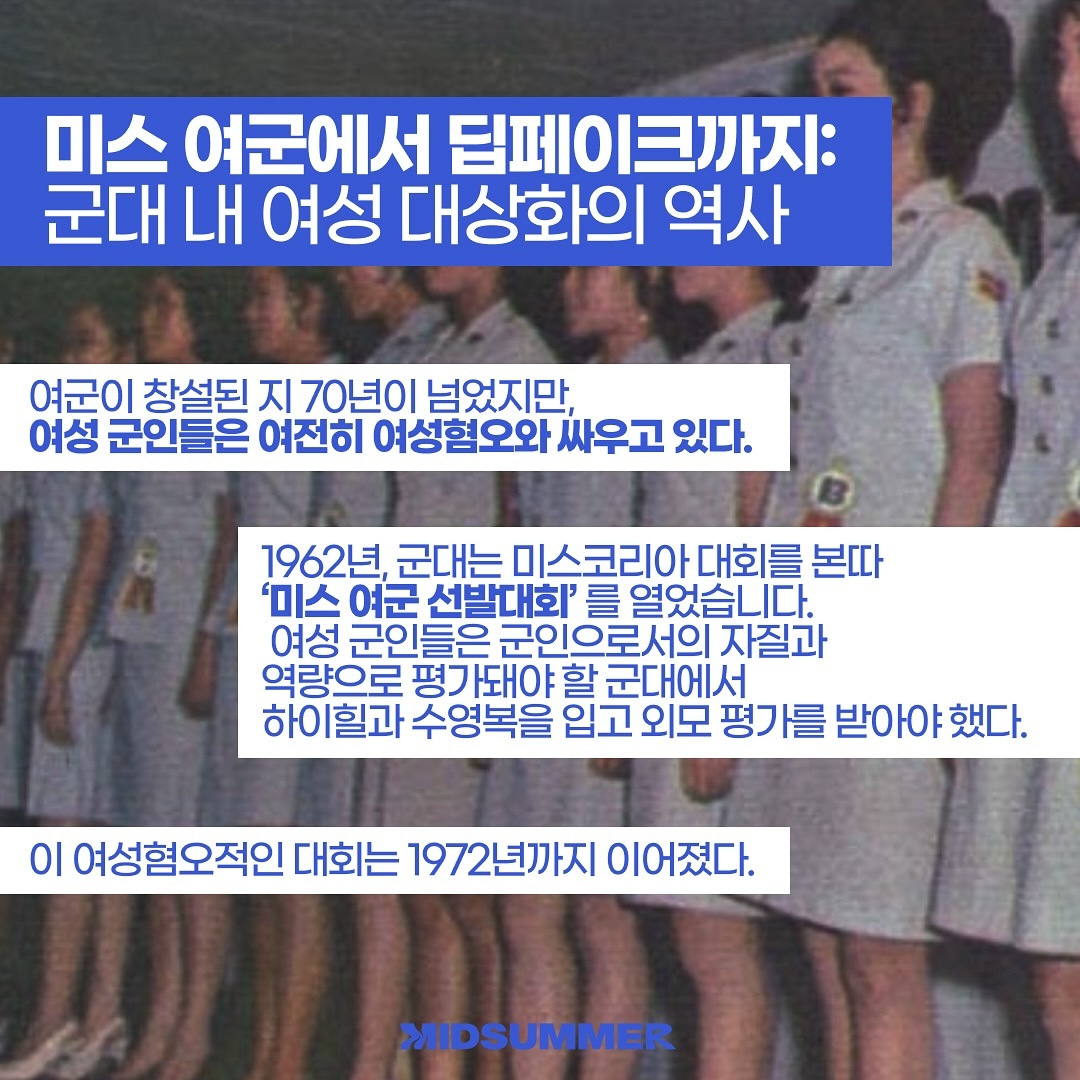 미스 여군에서 딥페이크까지:
군대 내 여성 대상화의 역사
여군이 창설된 지 70년이 넘었지만,
여성 군인들은 여전히 여성혐오와 싸우고 있다.
1962년, 군대는 미스코리아 대회를 본따
‘미스 여군 선발대회’ 를 열었습니다.
여성 군인들은 군인으로서의 자질과
역량으로 평가돼야 할 군대에서
하이힐과 수영복을 입고 외모 평가를 받아야 했다.
이 여성혐오적인 대회는 1972년까지 이어졌다.
B
MIDSUMMER